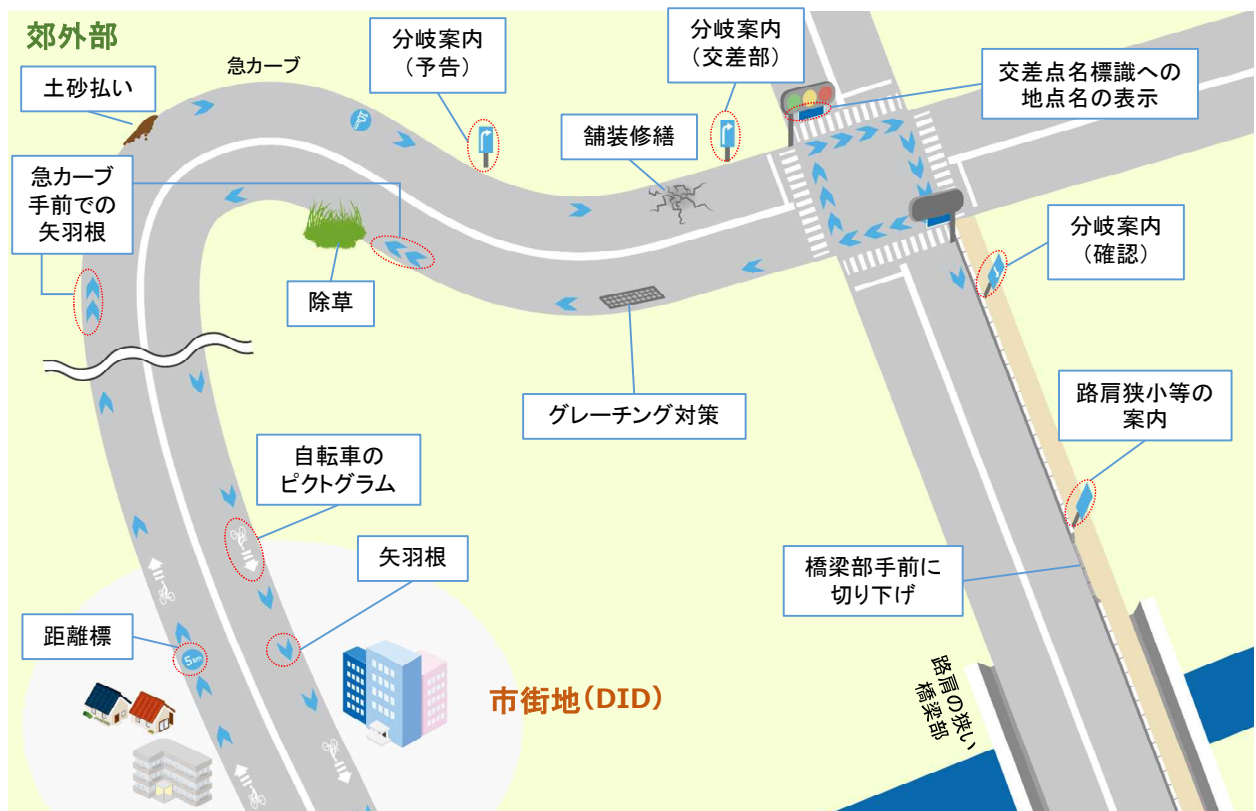 郊外部
急カーブ
土砂払い
分岐案内
（予告）
分岐案内
（交差部）
交差点名標識への
地点名の表示
舗装修繕
急カーブ
手前での
矢羽根
10km
除草
分岐案内
（確認）
グレーチング対策
路肩狭小等の
案内
自転車の
ピクトグラム
矢羽根
橋梁部手前に
切り下げ
距離標
5km
市街地（DID）
路肩の狭い
橋梁部